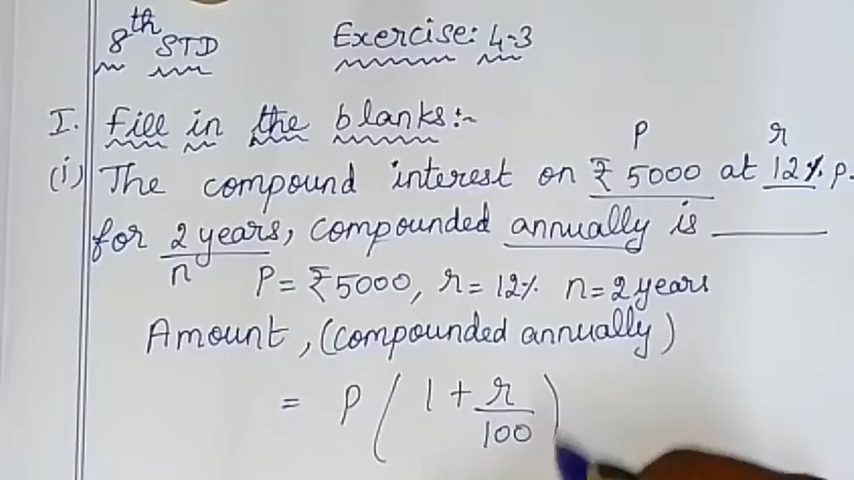 8th STD Exercise: 4.3
I. Fill in the blanks:-
P r
(i) The compound interest on ₹ 5000 at 12% p.
for 2 years, compounded annually is ______
n
P = ₹ 5000, r = 12% n = 2 years
Amount, (compounded annually)
= P ( 1 + r/100 )